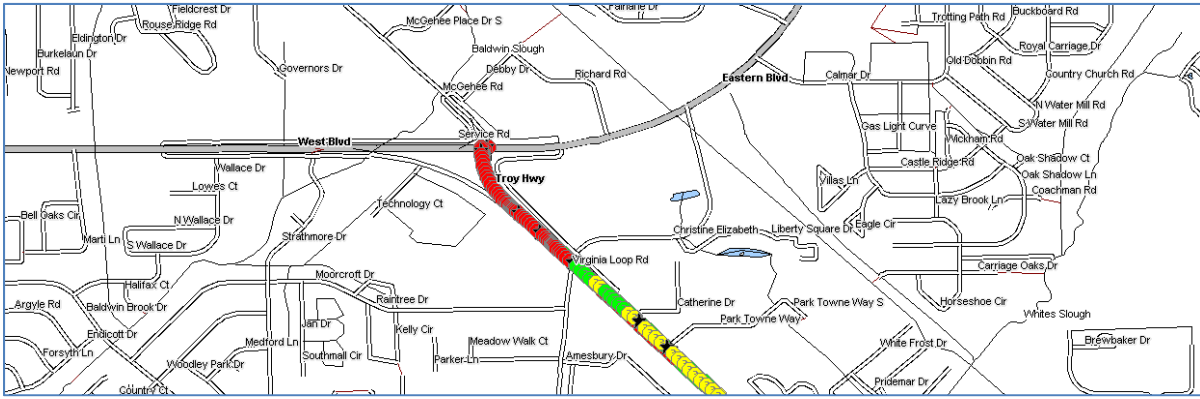 Fieldcrest Dr
Rouse Ridge Rd
Eldington Dr
Burkelaun Dr
Newport Rd
Governors Dr
McGehee Place Dr S
Baldwin Slough
Debby Dr
Richard Rd
McGehee Rd
Fairlane Dr
Eastern Blvd
Calmar Dr
Trotting Path Rd
Buckboard Rd
Royal Carriage Dr
Old Dobbin Rd
Country Church Rd
N Water Mill Rd
S Water Mill Rd
Gas Light Curve
Wickham Rd
Castle Ridge Rd
Oak Shadow Ct
Oak Shadow Ln
Coachman Rd
Villas Ln
Lazy Brook Ln
Eagle Cir
Service Rd
West Blvd
Troy Hwy
Wallace Dr
Lowes Ct
Technology Ct
N Wallace Dr
Bell Oaks Cir
Marti Ln
S Wallace Dr
Strathmore Dr
Christine Elizabeth
Liberty Square Dr
Virginia Loop Rd
Carriage Oaks Dr
Moorcroft Dr
Halifax Ct
Raintree Dr
Argyle Rd
Baldwin Brook Dr
Catherine Dr
Park Towne Way S
Park Towne Way
Horseshoe Cir
Whites Slough
Endicott Dr
Jan Dr
Kelly Cir
Medford Ln
Meadow Walk Ct
Forsyth Ln
Woodley Park Dr
Southmall Cir
Parker Ln
Amesbury Dr
White Frost Dr
Brewbaker Dr
Pridemar Dr
Country Ct